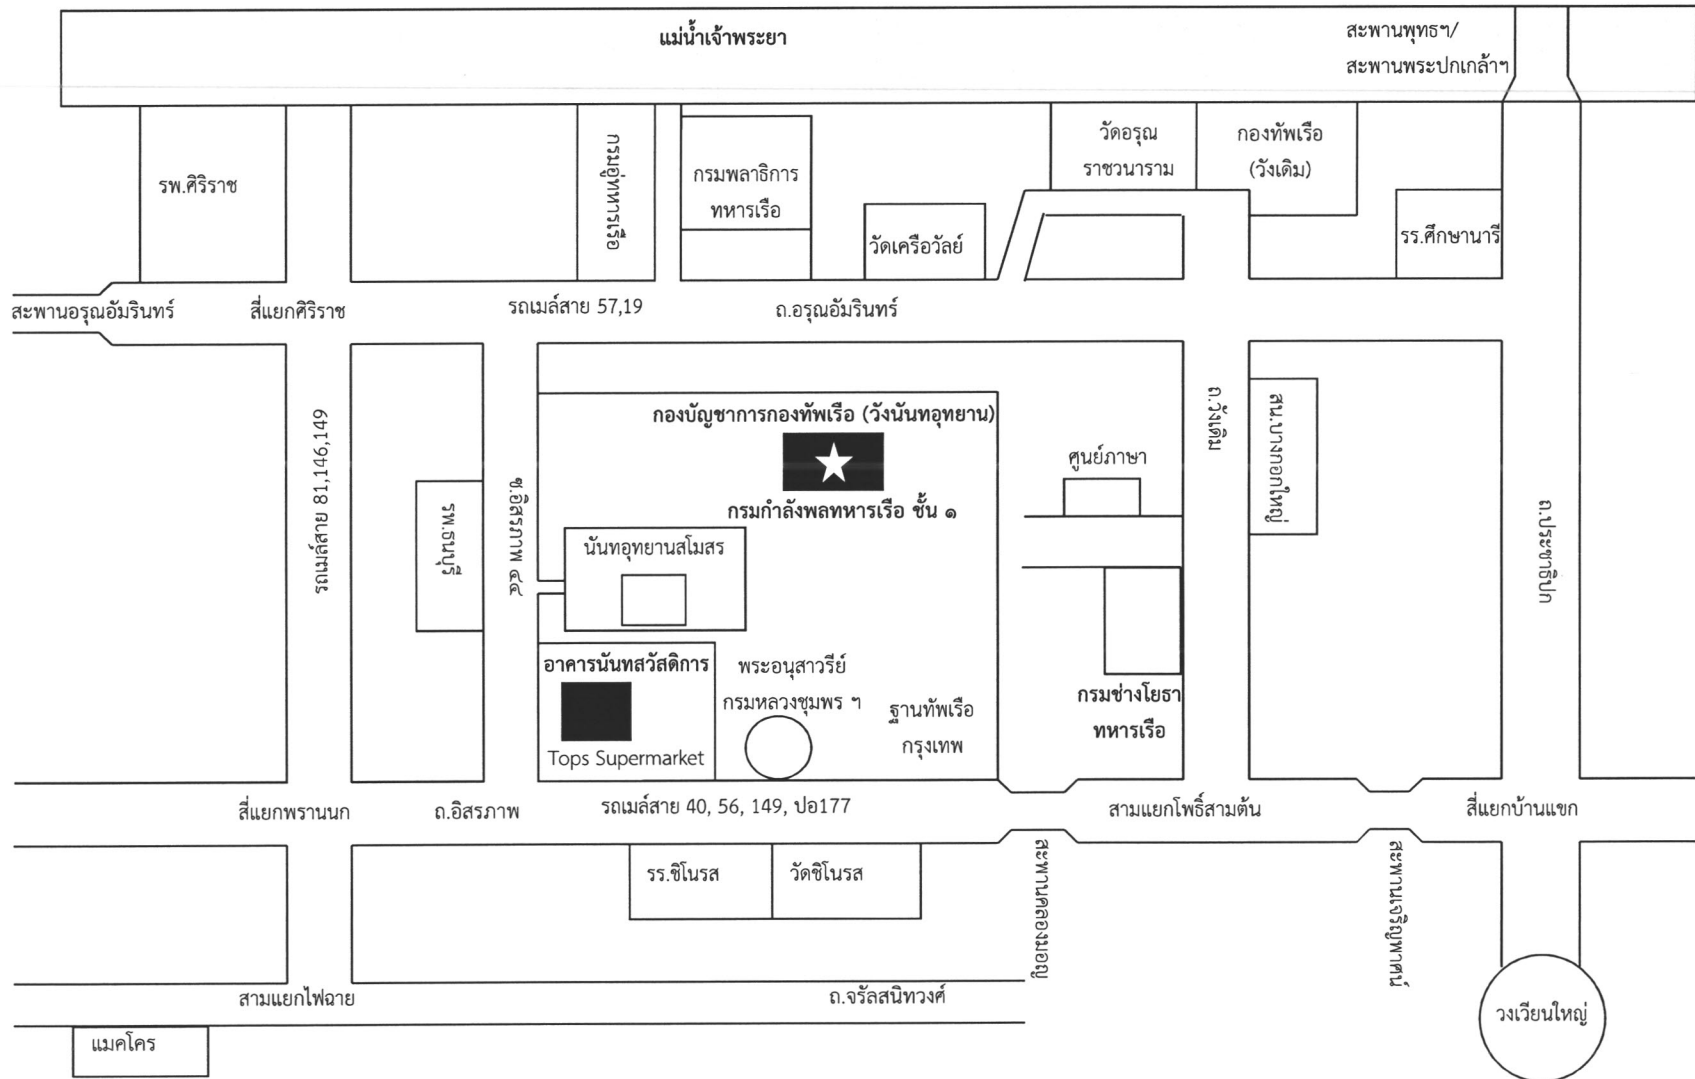 แม่น้ำเจ้าพระยา
สะพานพุทธฯ/
สะพานพระปกเกล้าฯ
รพ.ศิริราช
กรมอู่ทหารเรือ
กรมพลาธิการ
ทหารเรือ
วัดเครือวัลย์
วัดอรุณ
ราชวนาราม
กองทัพเรือ
(วังเดิม)
รร.ศึกษานารี
สะพานอรุณอัมรินทร์
สี่แยกศิริราช
รถเมล์สาย 57,19
ถ.อรุณอัมรินทร์
รถเมล์สาย 81,146,149
รพ.ธนบุรี
ซ.อิสรภาพ ๔๔
กองบัญชาการกองทัพเรือ (วังนันทอุทยาน)
กรมกำลังพลทหารเรือ ชั้น ๑
นันทอุทยานสโมสร
ศูนย์ภาษา
ถ.วังเดิม
สน.บางกอกใหญ่
ถ.ประชาธิปก
อาคารนันทสวัสดิการ
Tops Supermarket
พระอนุสาวรีย์
กรมหลวงชุมพร ฯ
ฐานทัพเรือ
กรุงเทพ
กรมช่างโยธา
ทหารเรือ
สี่แยกพรานนก
ถ.อิสรภาพ
รถเมล์สาย 40, 56, 149, ปอ177
สามแยกโพธิ์สามต้น
สี่แยกบ้านแขก
รร.ชิโนรส
วัดชิโนรส
สะพานคลองมอญ
สะพานเจริญพาศน์
สามแยกไฟฉาย
ถ.จรัลสนิทวงศ์
วงเวียนใหญ่
แมคโคร